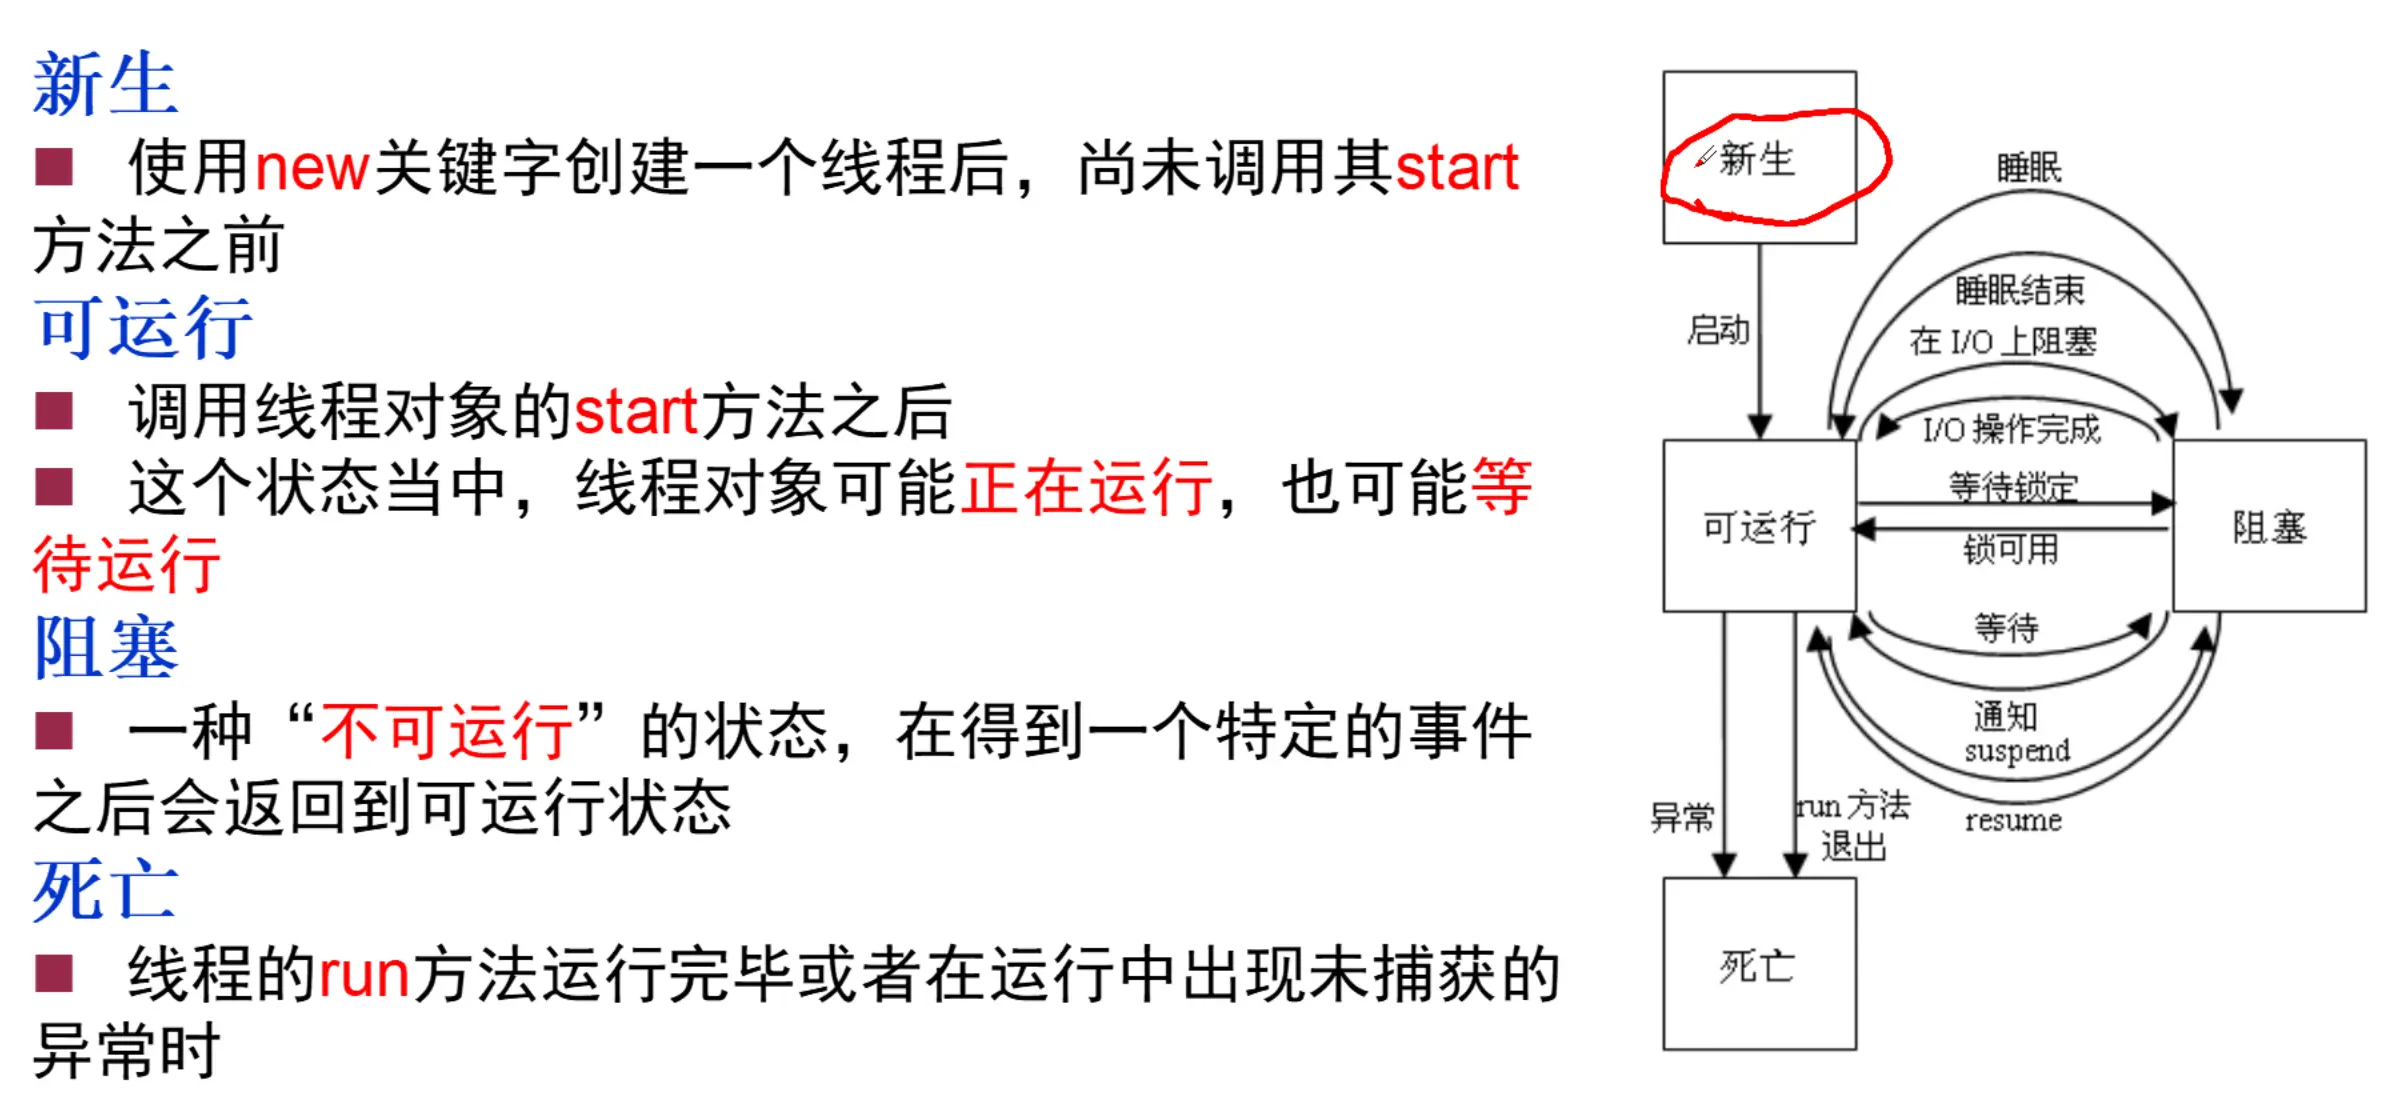 新生
使用new关键字创建一个线程后，尚未调用其start
方法之前
可运行
调用线程对象的start方法之后
这个状态当中，线程对象可能正在运行，也可能等
待运行
阻塞
一种“不可运行”的状态，在得到一个特定的事件
之后会返回到可运行状态
死亡
线程的run方法运行完毕或者在运行中出现未捕获的
异常时
新生
睡眠
睡眠结束
启动
在 I/O 上阻塞
I/O 操作完成
等待锁定
可运行
阻塞
锁可用
等待
通知
suspend
异常
run 方法
退出
resume
死亡